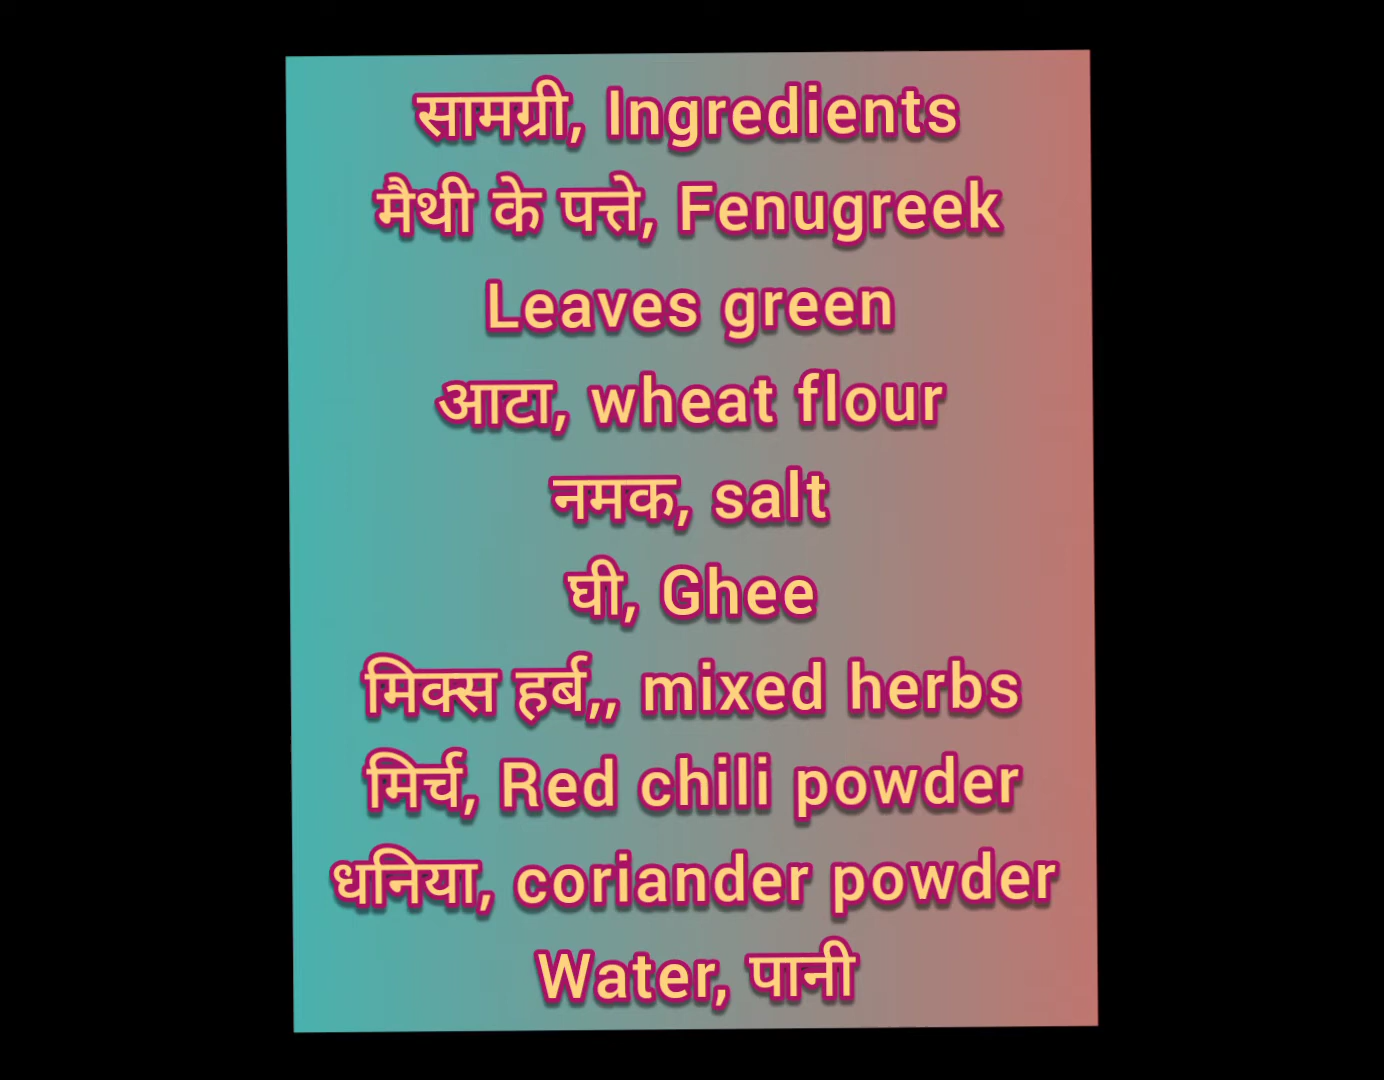 सामग्री, Ingredients
मैथी के पत्ते, Fenugreek
Leaves green
आटा, wheat flour
नमक, salt
घी, Ghee
मिक्स हर्ब,, mixed herbs
मिर्च, Red chili powder
धनिया, coriander powder
Water, पानी